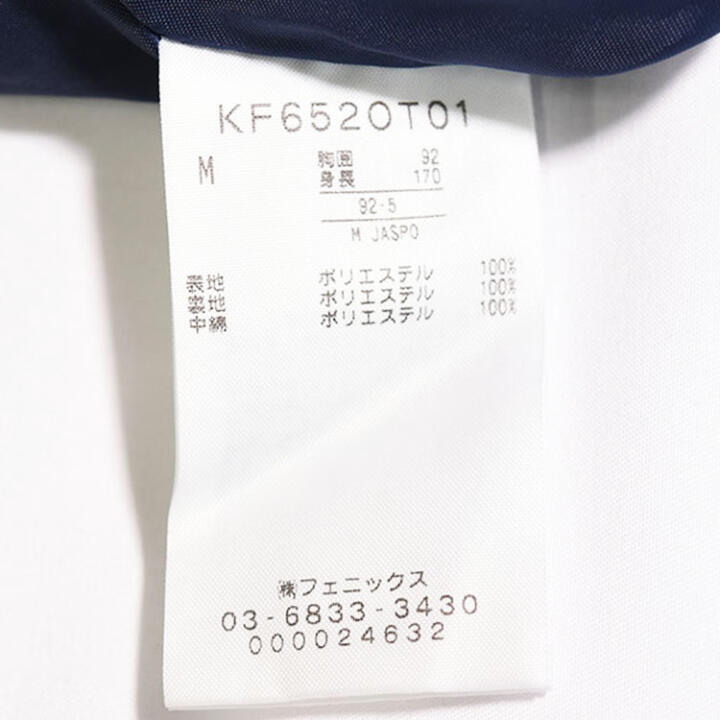 KF6520T01
M
胸囲 92
身長 170
92-5
M JASPO
表地 ポリエステル 100%
裏地 ポリエステル 100%
中綿 ポリエステル 100%
㈱フェニックス
03-6833-3430
000024632